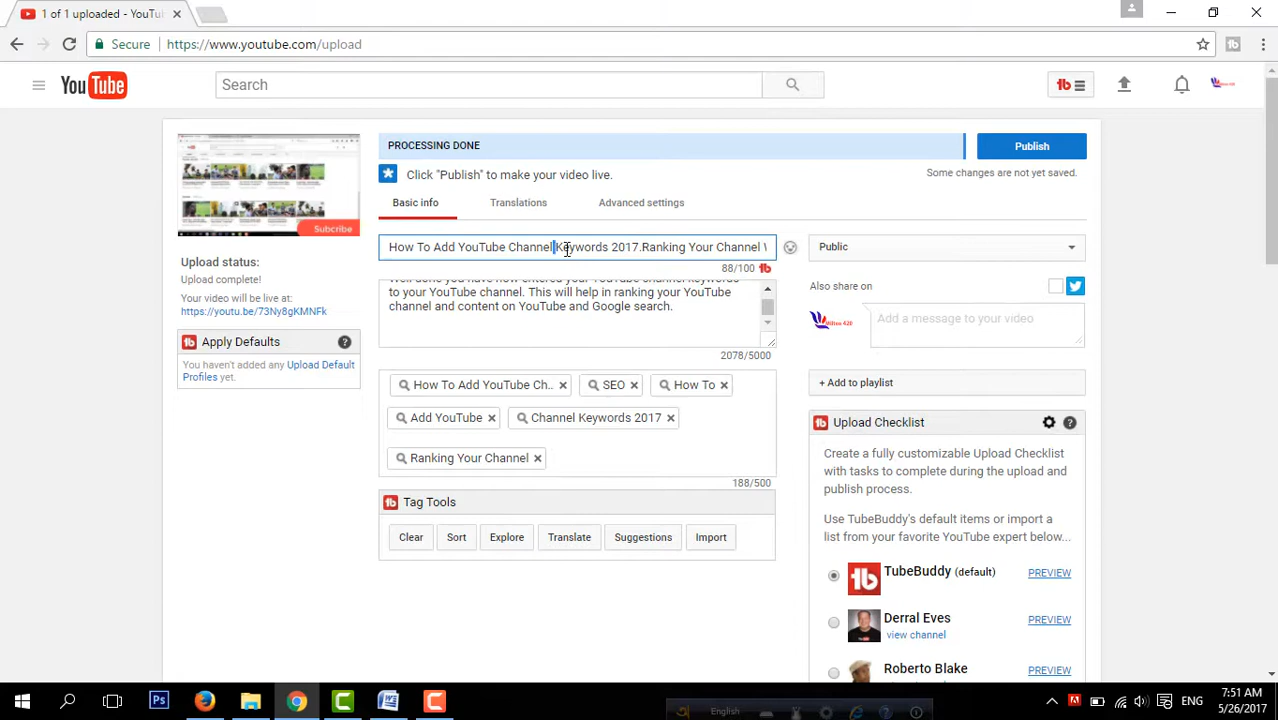 1 of 1 uploaded - YouTu
Secure
https://www.youtube.com/upload
YouTube
Search
tb
Milton 420
PROCESSING DONE
Publish
Click "Publish" to make your video live.
Some changes are not yet saved.
Basic info
Translations
Advanced settings
Subscribe
How To Add YouTube Channel Keywords 2017.Ranking Your Channel
88/100
Public
Upload status:
Upload complete!
Your video will be live at:
https://youtu.be/73Ny8gKMNFk
to your YouTube channel. This will help in ranking your YouTube
channel and content on YouTube and Google search.
2078/5000
Also share on
Milton 420
Add a message to your video
Apply Defaults
You haven't added any Upload Default
Profiles yet.
How To Add YouTube Ch..
SEO
How To
Add YouTube
Channel Keywords 2017
Ranking Your Channel
188/500
+ Add to playlist
Upload Checklist
Create a fully customizable Upload Checklist
with tasks to complete during the upload and
publish process.
Use TubeBuddy's default items or import a
list from your favorite YouTube expert below...
Tag Tools
Clear
Sort
Explore
Translate
Suggestions
Import
TubeBuddy (default)
PREVIEW
Derral Eves
view channel
PREVIEW
Roberto Blake
PREVIEW
Ps
English
ENG
7:51 AM
5/26/2017